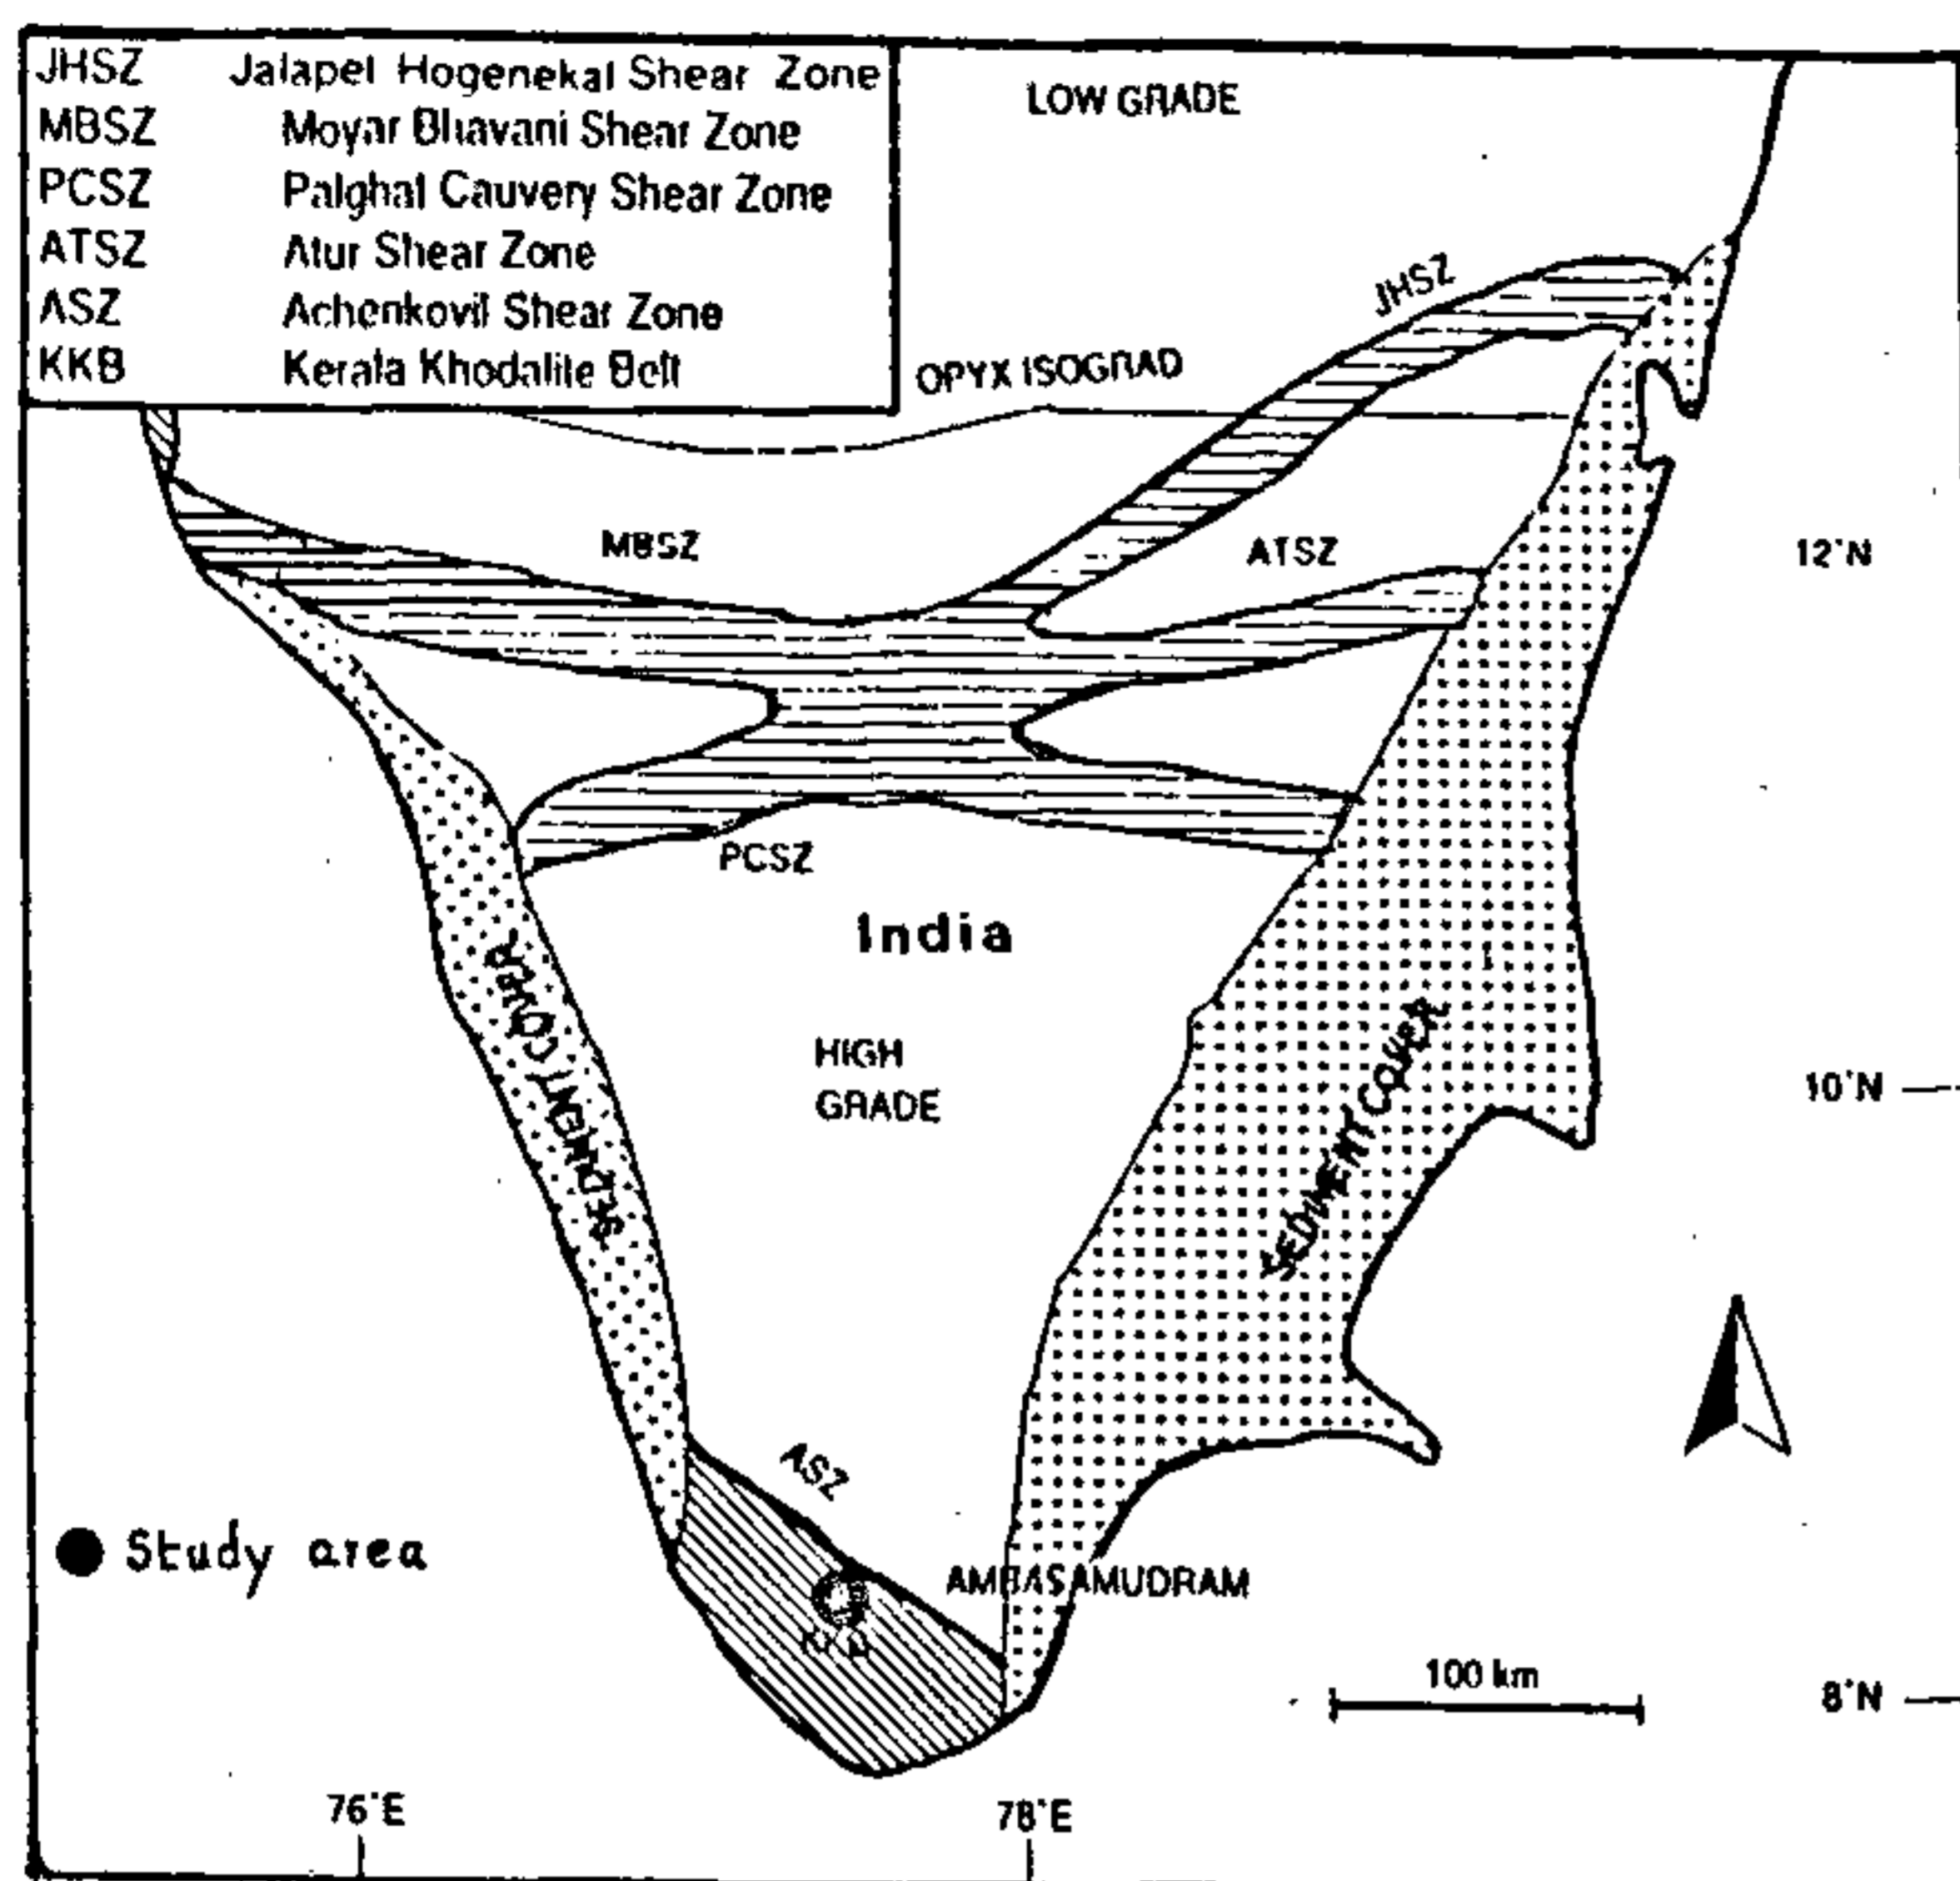 JHSZ Jalapet Hogenekal Shear Zone
MBSZ Moyar Bhavani Shear Zone
PCSZ Palghat Cauvery Shear Zone
ATSZ Atur Shear Zone
ASZ Achenkovil Shear Zone
KKB Kerala Khodalite Belt
LOW GRADE
JHSZ
OPYX ISOGRAD
MBSZ
ATSZ
12°N
PCSZ
India
SEDIMENT COVER
HIGH
GRADE
SEDIMENT COVER
10°N
ASZ
Study area
AMBASAMUDRAM
100 km
8°N
76°E
78°E